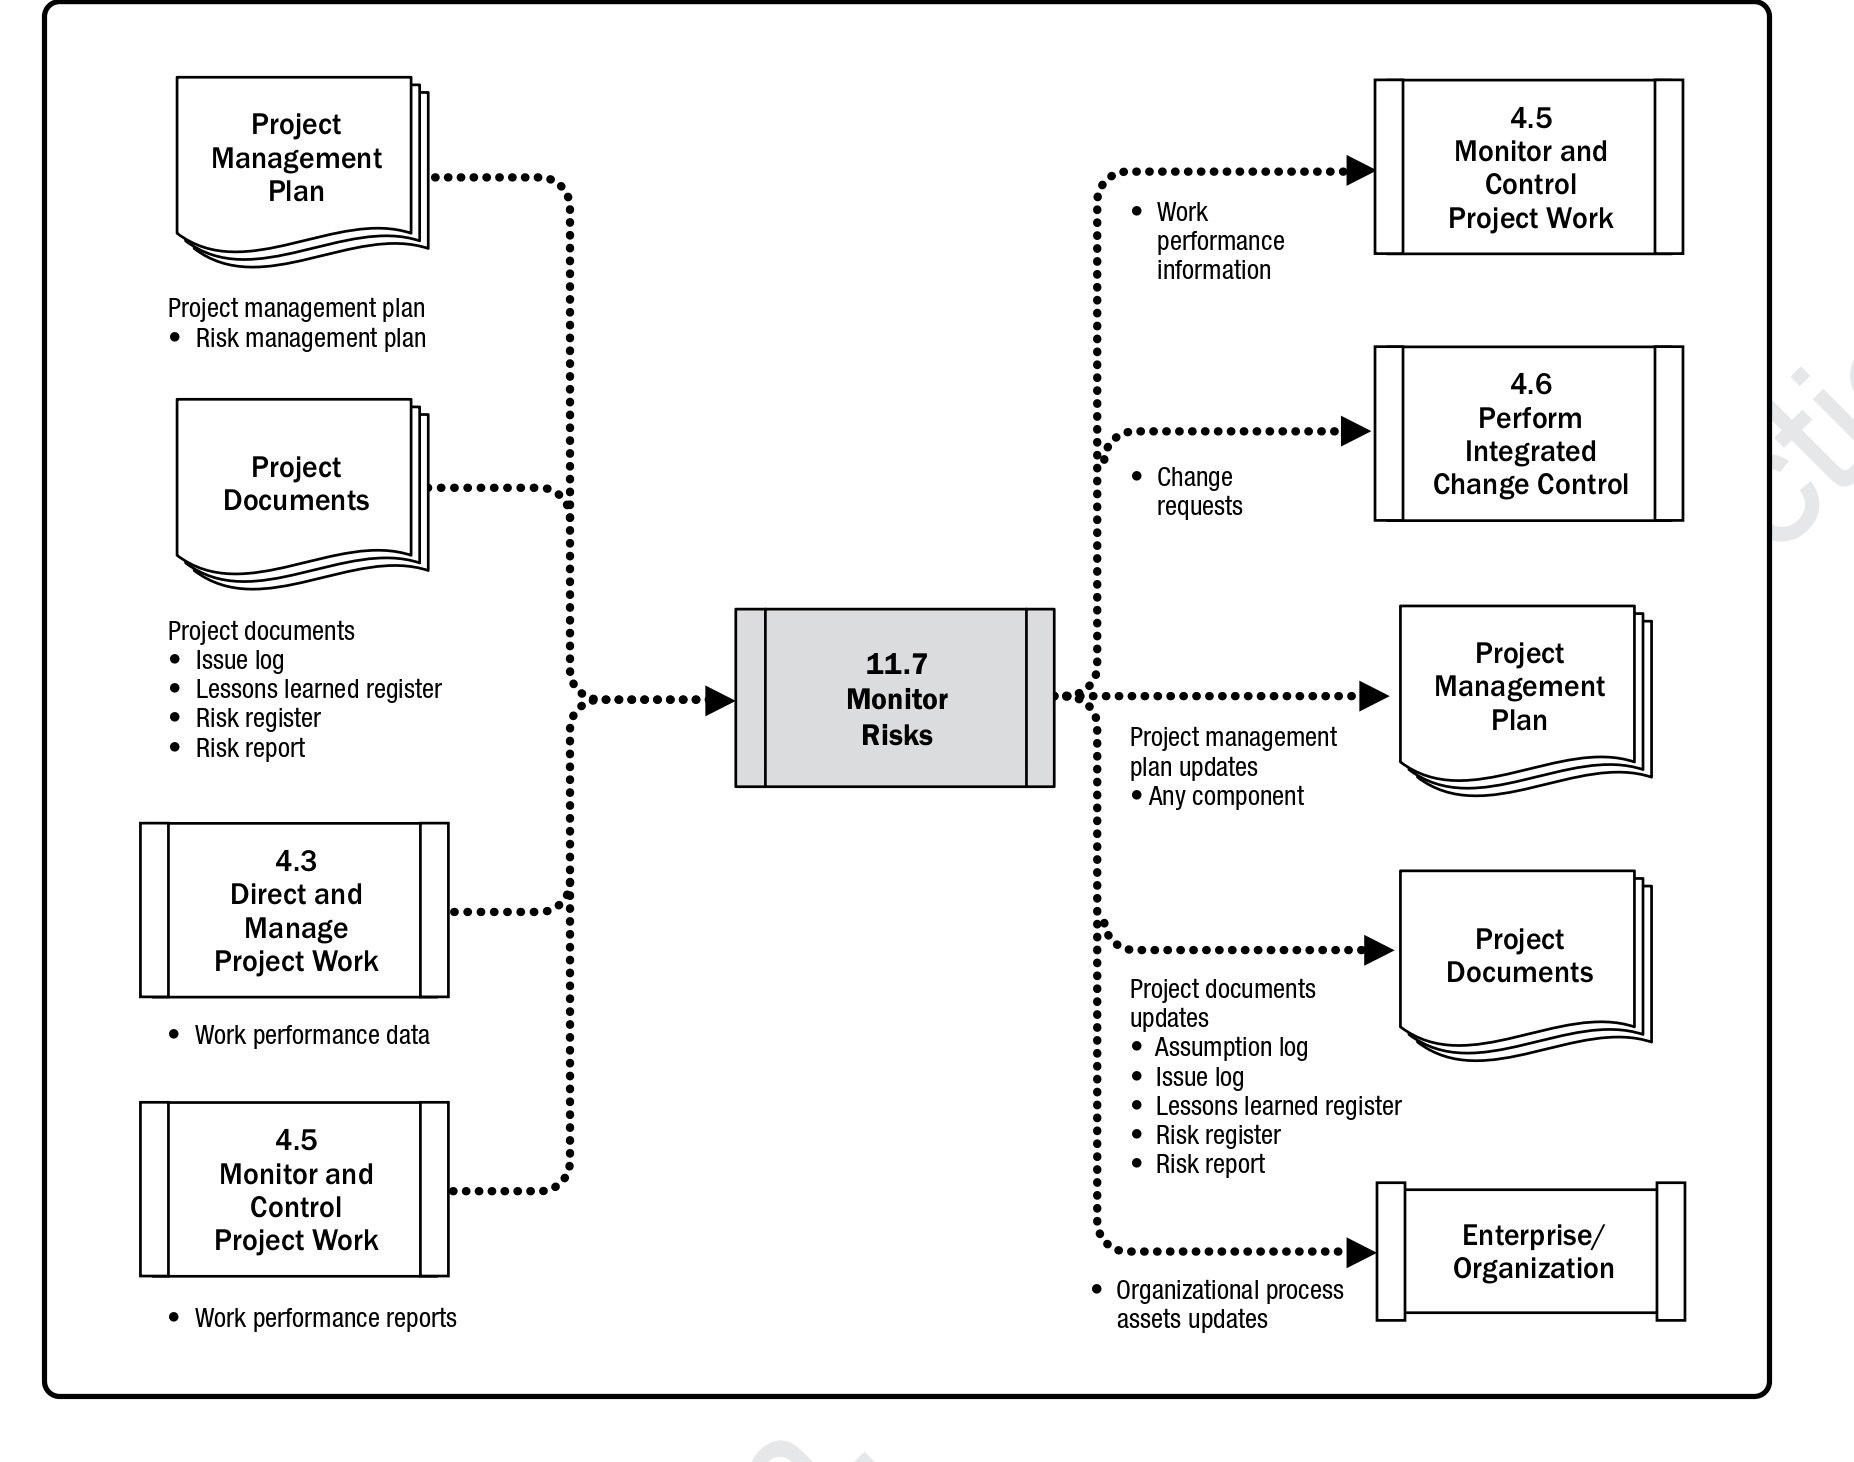 Project
Management
Plan
Project management plan
• Risk management plan
Project
Documents
Project documents
• Issue log
• Lessons learned register
• Risk register
• Risk report
4.3
Direct and
Manage
Project Work
• Work performance data
4.5
Monitor and
Control
Project Work
• Work performance reports
11.7
Monitor
Risks
4.5
Monitor and
Control
Project Work
• Work
performance
information
4.6
Perform
Integrated
Change Control
• Change
requests
Project
Management
Plan
Project management
plan updates
• Any component
Project
Documents
Project documents
updates
• Assumption log
• Issue log
• Lessons learned register
• Risk register
• Risk report
Enterprise/
Organization
• Organizational process
assets updates